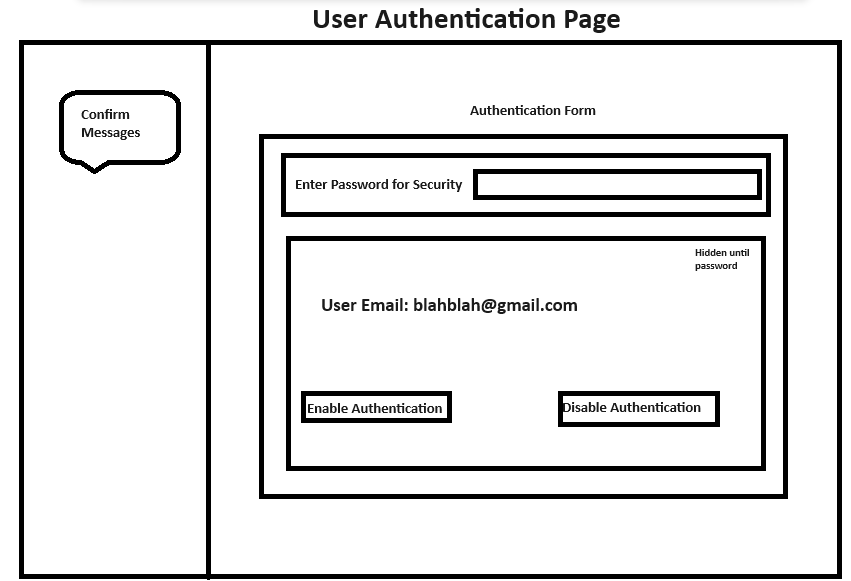 User Authentication Page
Confirm
Messages
Authentication Form
Enter Password for Security
Hidden until
password
User Email: blahblah@gmail.com
Enable Authentication
Disable Authentication